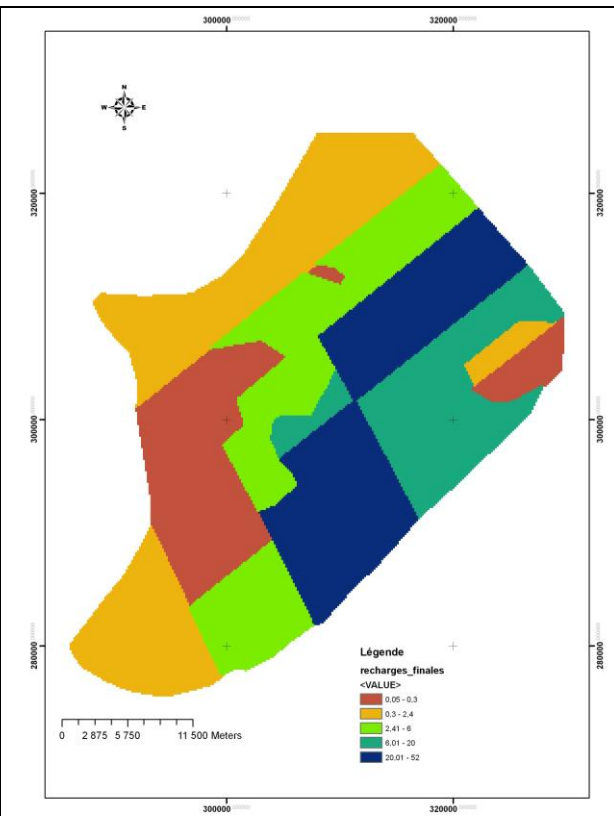 300000
320000
N
W
E
S
320000
320000
300000
300000
280000
280000
Légende
recharges_finales
<VALUE>
0,05 - 0,3
0,3 - 2,4
2,41 - 6
6,01 - 20
20,01 - 52
0 2 875 5 750 11 500 Meters
300000
320000